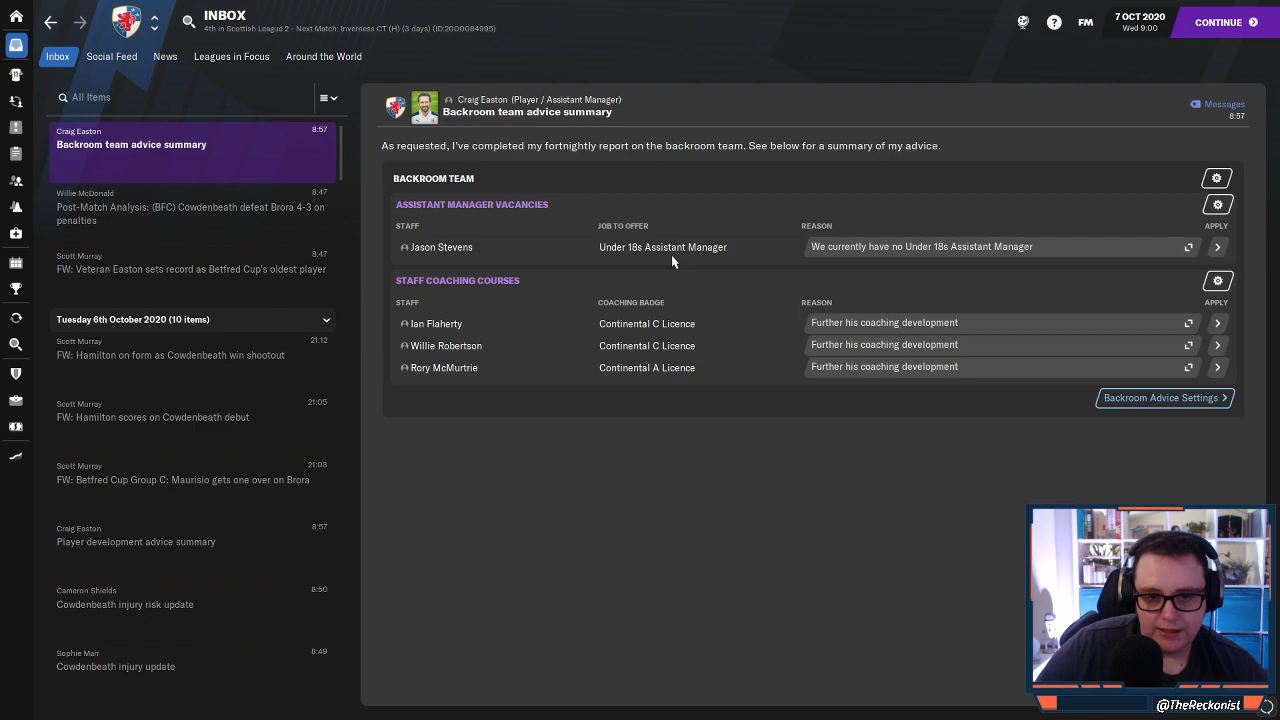 INBOX
4th in Scottish League 2 - Next Match: Inverness CT (H) (3 days) (ID:2000084995)
FM
7 OCT 2020
Wed 9:00
CONTINUE
Inbox
Social Feed
News
Leagues in Focus
Around the World
All Items
Craig Easton
8:57
Backroom team advice summary
Willie McDonald
8:47
Post-Match Analysis: (BFC) Cowdenbeath defeat Brora 4-3 on
penalties
Scott Murray
8:47
FW: Veteran Easton sets record as Betfred Cup's oldest player
Tuesday 6th October 2020 (10 items)
Scott Murray
21:12
FW: Hamilton on form as Cowdenbeath win shootout
Scott Murray
21:05
FW: Hamilton scores on Cowdenbeath debut
Scott Murray
21:03
FW: Betfred Cup Group C: Maurisio gets one over on Brora
Craig Easton
8:57
Player development advice summary
Cameron Shields
8:50
Cowdenbeath injury risk update
Sophie Marr
8:49
Cowdenbeath injury update
Craig Easton (Player / Assistant Manager)
Backroom team advice summary
Messages
8:57
As requested, I've completed my fortnightly report on the backroom team. See below for a summary of my advice.
BACKROOM TEAM
ASSISTANT MANAGER VACANCIES
STAFF JOB TO OFFER REASON APPLY
Jason Stevens Under 18s Assistant Manager We currently have no Under 18s Assistant Manager
STAFF COACHING COURSES
STAFF COACHING BADGE REASON APPLY
Ian Flaherty Continental C Licence Further his coaching development
Willie Robertson Continental C Licence Further his coaching development
Rory McMurtrie Continental A Licence Further his coaching development
Backroom Advice Settings
@TheReckonist